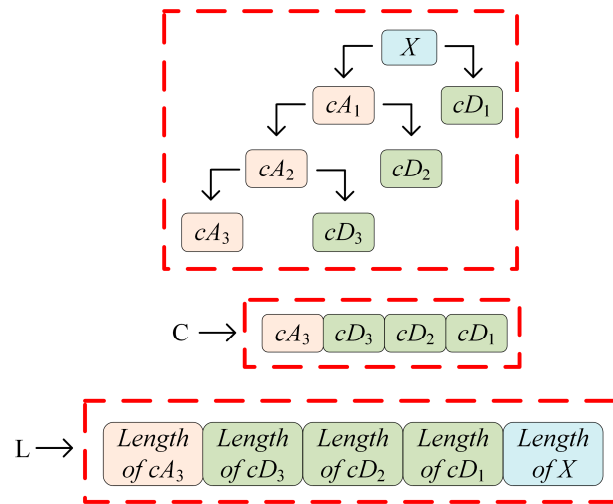 X
cA₁ cD₁
cA₂ cD₂
cA₃ cD₃
C cA₃ cD₃ cD₂ cD₁
L Length of cA₃ Length of cD₃ Length of cD₂ Length of cD₁ Length of X